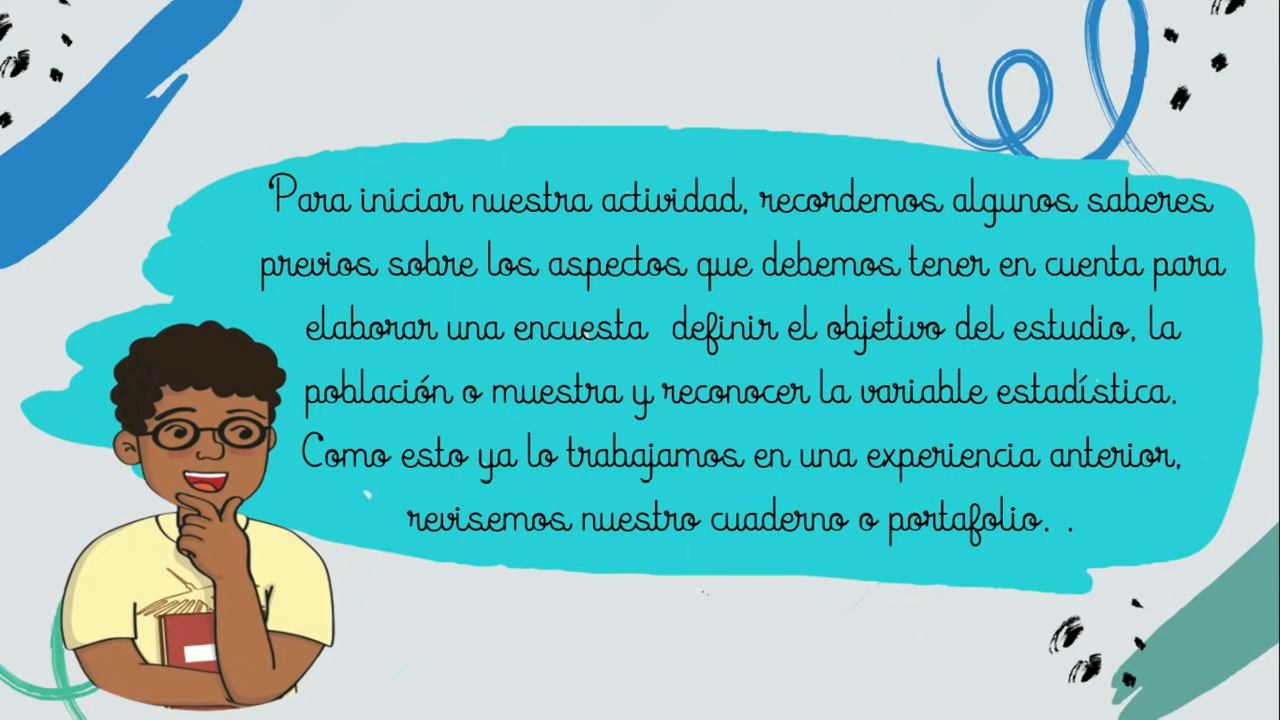 Para iniciar nuestra actividad, recordemos algunos saberes
previos sobre los aspectos que debemos tener en cuenta para
elaborar una encuesta definir el objetivo del estudio, la
población o muestra y reconocer la variable estadística.
Como esto ya lo trabajamos en una experiencia anterior,
revisemos nuestro cuaderno o portafolio. .